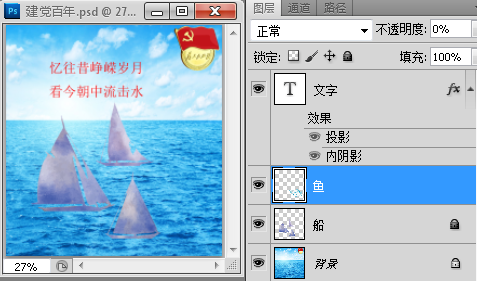 建党百年.psd @ 27...
忆往昔峥嵘岁月
看今朝中流击水
27%
图层 通道 路径
正常 不透明度: 0%
锁定: 填充: 100%
T 文字 fx
效果
投影
内阴影
鱼
船
背景